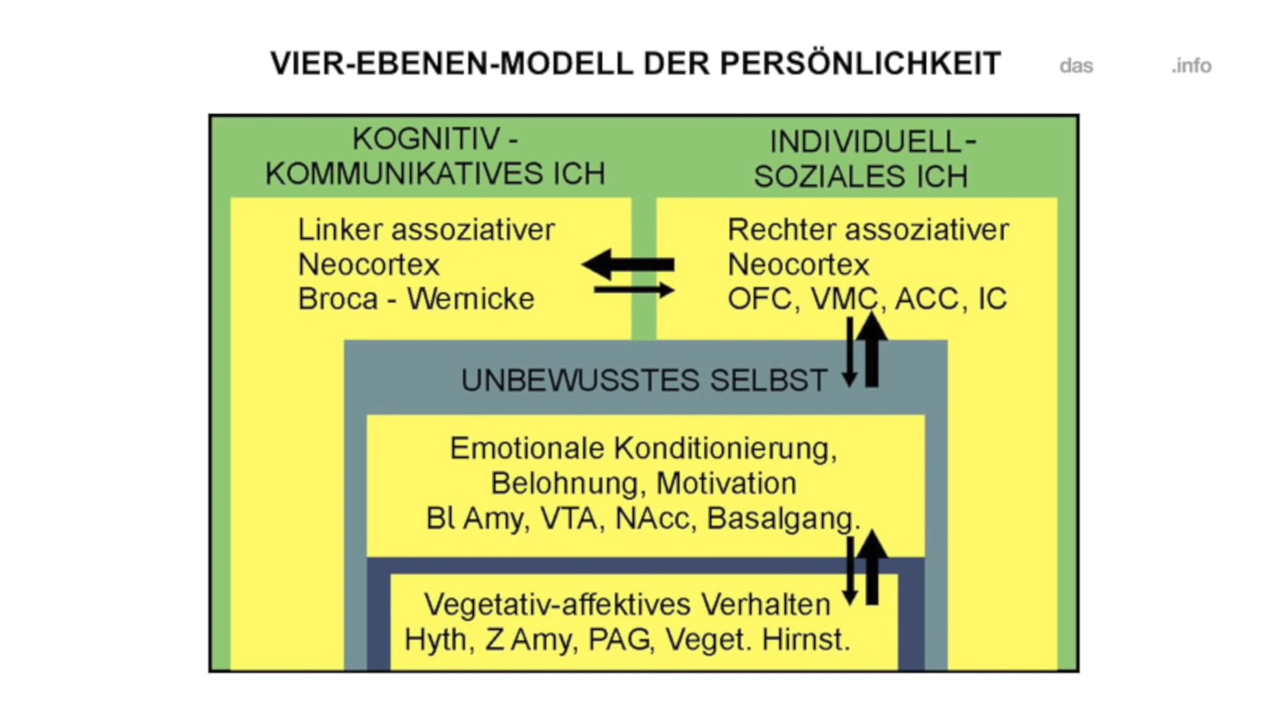 VIER-EBENEN-MODELL DER PERSÖNLICHKEIT
das .info
KOGNITIV -
KOMMUNIKATIVES ICH
INDIVIDUELL-
SOZIALES ICH
Linker assoziativer
Neocortex
Broca - Wernicke
Rechter assoziativer
Neocortex
OFC, VMC, ACC, IC
UNBEWUSSTES SELBST
Emotionale Konditionierung,
Belohnung, Motivation
Bl Amy, VTA, NAcc, Basalgang.
Vegetativ-affektives Verhalten
Hyth, Z Amy, PAG, Veget. Hirnst.